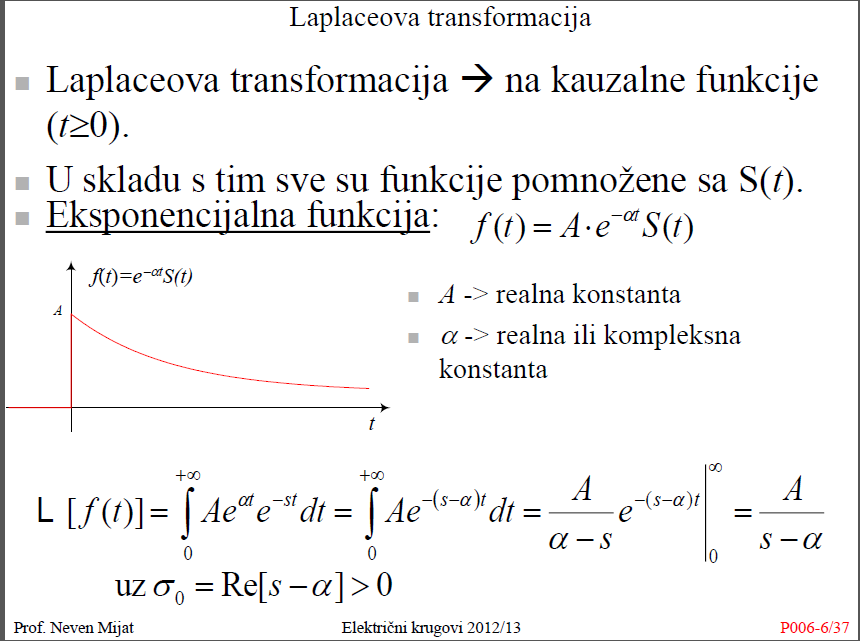 Laplaceova transformacija
Laplaceova transformacija → na kauzalne funkcije
(t≥0).
U skladu s tim sve su funkcije pomnožene sa S(t).
Eksponencijalna funkcija: f(t) = A·e^{−αt} S(t)
f(t)=e^{−αt}S(t)
A
t
A -> realna konstanta
α -> realna ili kompleksna
konstanta
L [f(t)] = ∫_0^{+∞} Ae^{αt} e^{−st} dt = ∫_0^{+∞} Ae^{−(s−α)t} dt = A/(α−s) e^{−(s−α)t} |_0^∞ = A/(s−α)
uz σ_0 = Re[s−α] > 0
Prof. Neven Mijat Električni krugovi 2012/13 P006-6/37